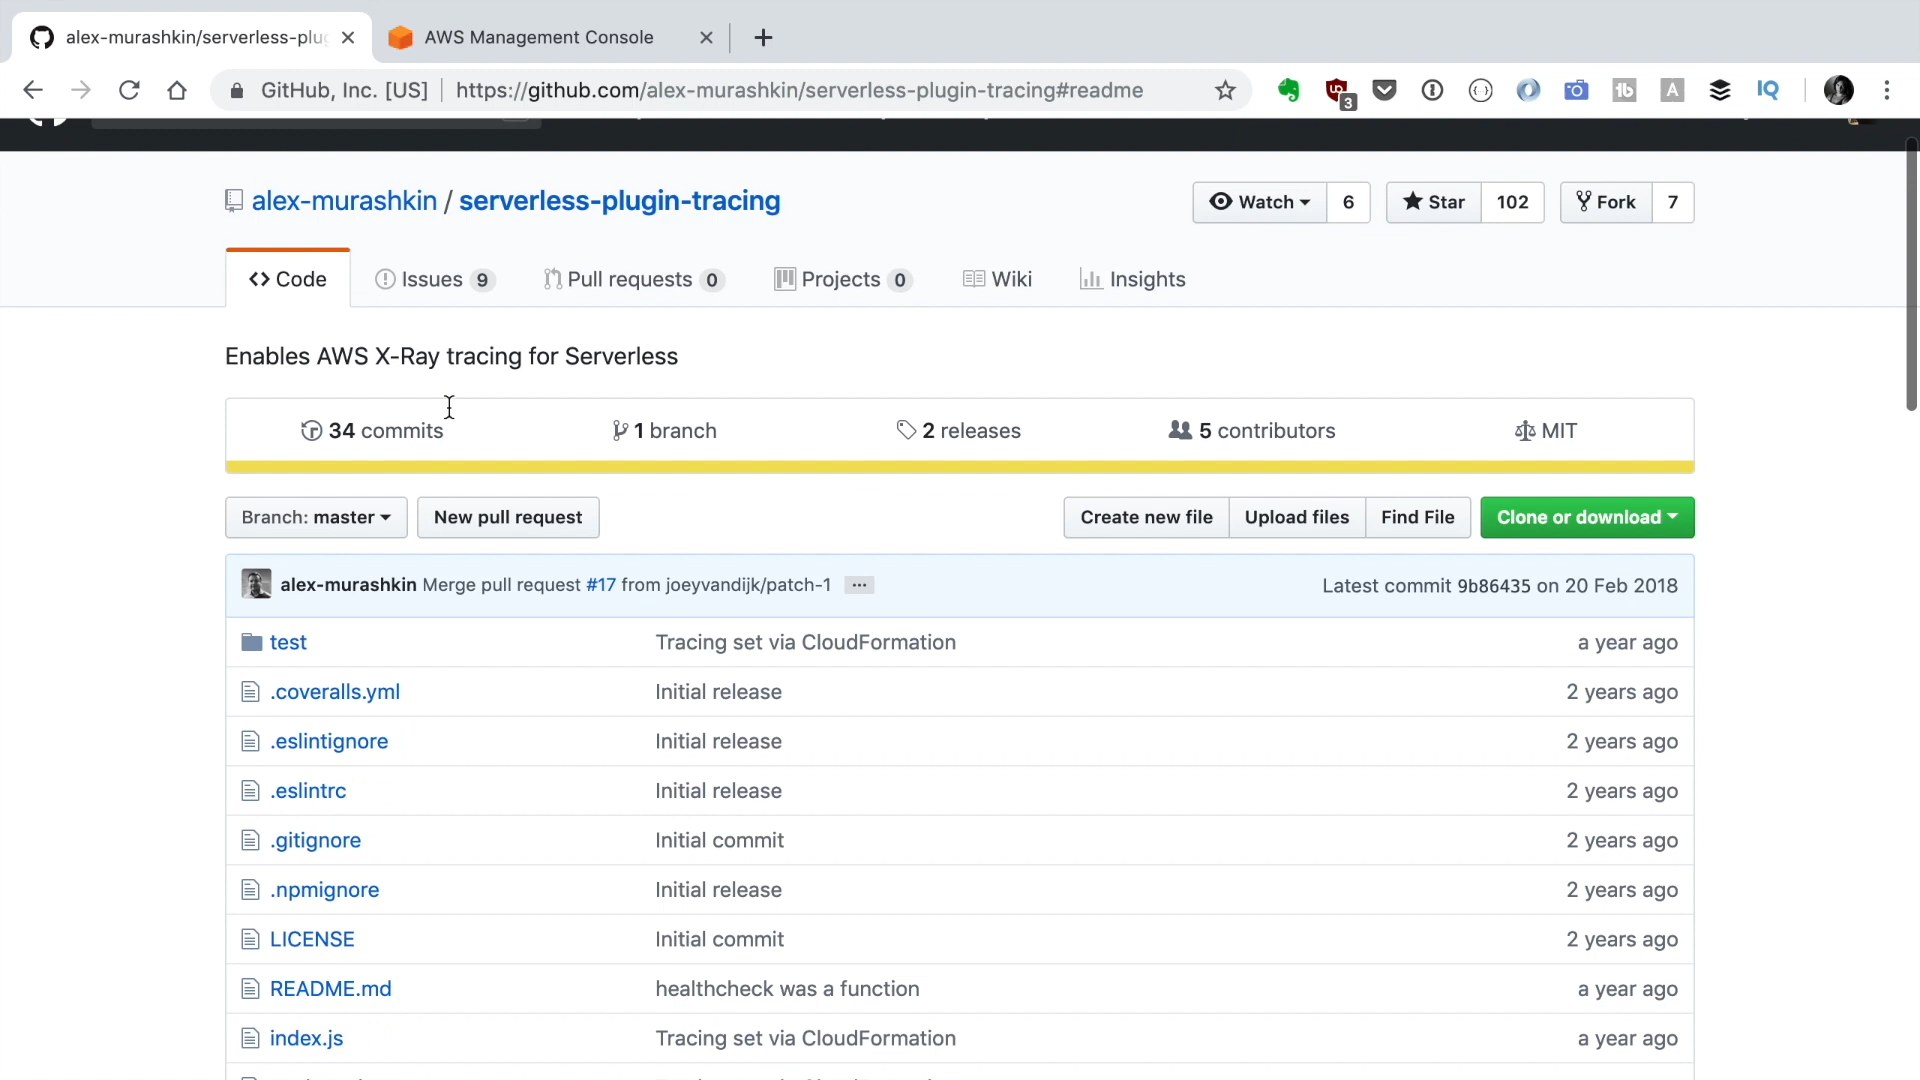 alex-murashkin/serverless-plug
AWS Management Console
GitHub, Inc. [US] https://github.com/alex-murashkin/serverless-plugin-tracing#readme
3
A
IQ
alex-murashkin / serverless-plugin-tracing
Watch 6
Star 102
Fork 7
Code
Issues 9
Pull requests 0
Projects 0
Wiki
Insights
Enables AWS X-Ray tracing for Serverless
34 commits
1 branch
2 releases
5 contributors
MIT
Branch: master
New pull request
Create new file
Upload files
Find File
Clone or download
alex-murashkin Merge pull request #17 from joeyvandijk/patch-1 ...
Latest commit 9b86435 on 20 Feb 2018
test Tracing set via CloudFormation a year ago
.coveralls.yml Initial release 2 years ago
.eslintignore Initial release 2 years ago
.eslintrc Initial release 2 years ago
.gitignore Initial commit 2 years ago
.npmignore Initial release 2 years ago
LICENSE Initial commit 2 years ago
README.md healthcheck was a function a year ago
index.js Tracing set via CloudFormation a year ago